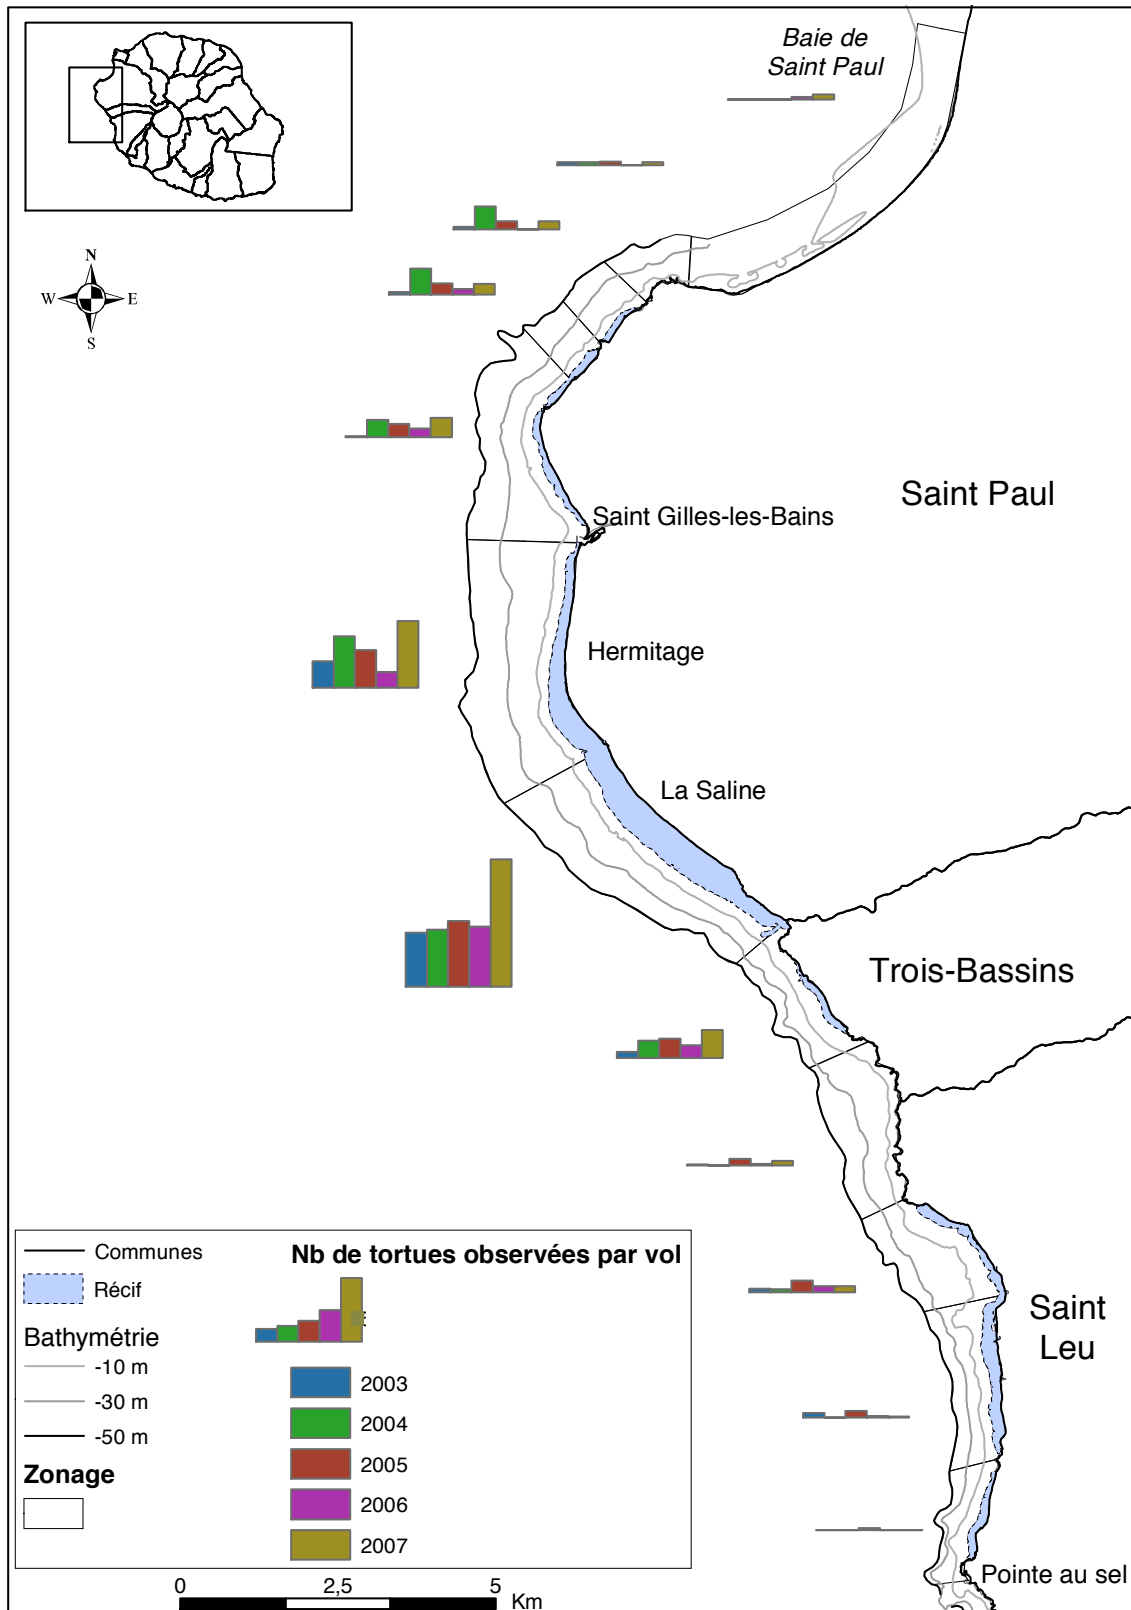 Baie de
Saint Paul
N
W
E
S
Saint Paul
Saint Gilles-les-Bains
Hermitage
La Saline
Trois-Bassins
Saint
Leu
Pointe au sel
Communes
Récif
Bathymétrie
-10 m
-30 m
-50 m
Zonage
Nb de tortues observées par vol
2003
2004
2005
2006
2007
0
2,5
5
Km